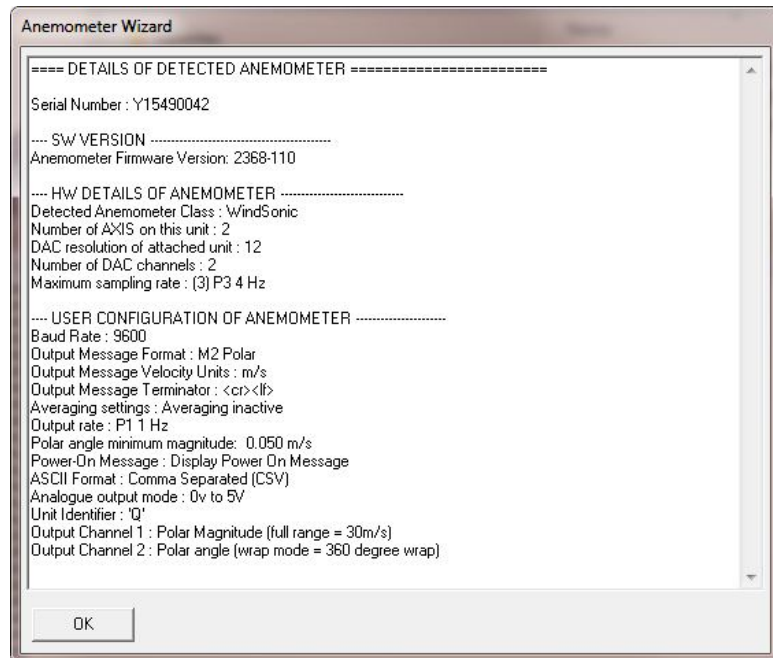 Anemometer Wizard
==== DETAILS OF DETECTED ANEMOMETER ========================
Serial Number : Y15490042
---- SW VERSION -------------------------------------------
Anemometer Firmware Version: 2368-110
---- HW DETAILS OF ANEMOMETER -----------------------------
Detected Anemometer Class : WindSonic
Number of AXIS on this unit : 2
DAC resolution of attached unit : 12
Number of DAC channels : 2
Maximum sampling rate : (3) P3 4 Hz
---- USER CONFIGURATION OF ANEMOMETER ---------------------
Baud Rate : 9600
Output Message Format : M2 Polar
Output Message Velocity Units : m/s
Output Message Terminator : <cr><lf>
Averaging settings : Averaging inactive
Output rate : P1 1 Hz
Polar angle minimum magnitude:  0.050 m/s
Power-On Message : Display Power On Message
ASCII Format : Comma Separated (CSV)
Analogue output mode : 0v to 5V
Unit Identifier : 'Q'
Output Channel 1 : Polar Magnitude (full range = 30m/s)
Output Channel 2 : Polar angle (wrap mode = 360 degree wrap)
OK